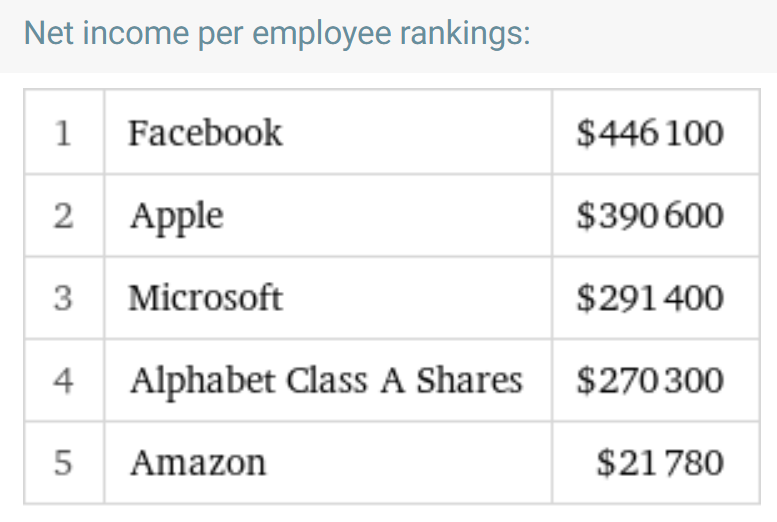 Net income per employee rankings:
1 Facebook $446 100
2 Apple $390 600
3 Microsoft $291 400
4 Alphabet Class A Shares $270 300
5 Amazon $21 780